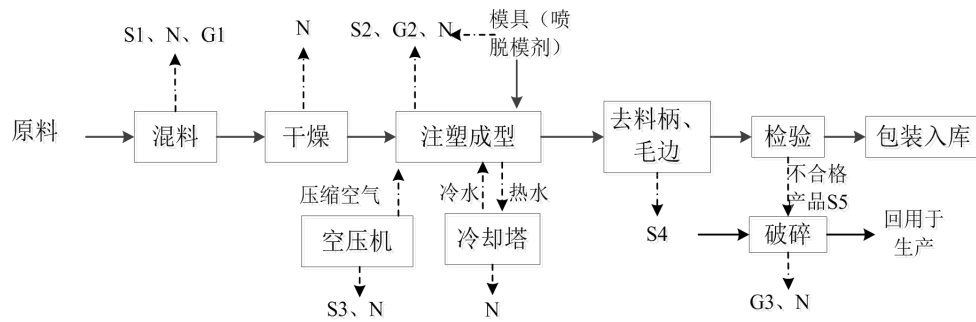 S1、N、G1
N
S2、G2、N
模具（喷
脱模剂）
原料
混料
干燥
注塑成型
去料柄、
毛边
检验
包装入库
压缩空气
冷水
热水
不合格
产品S5
空压机
冷却塔
S4
破碎
回用于
生产
S3、N
N
G3、N